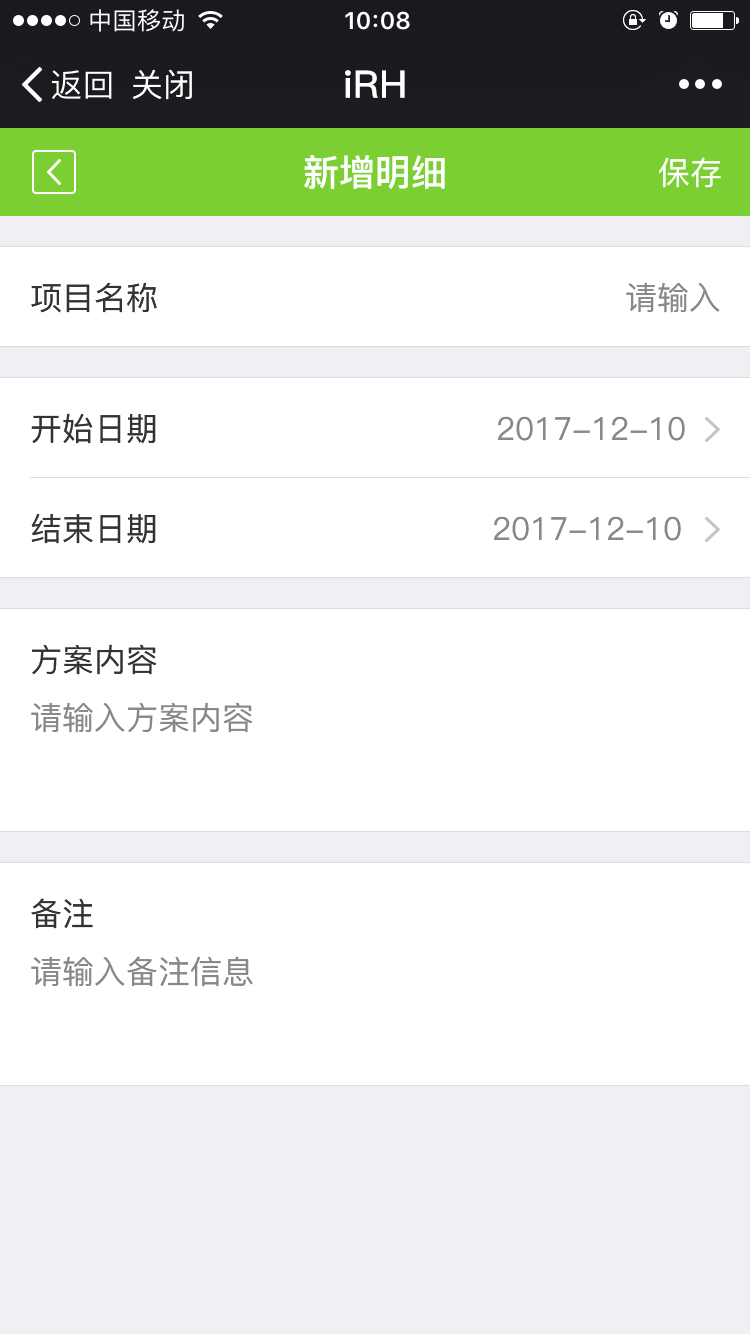 中国移动 10:08
返回 关闭 iRH
新增明细 保存
项目名称 请输入
开始日期 2017-12-10
结束日期 2017-12-10
方案内容
请输入方案内容
备注
请输入备注信息